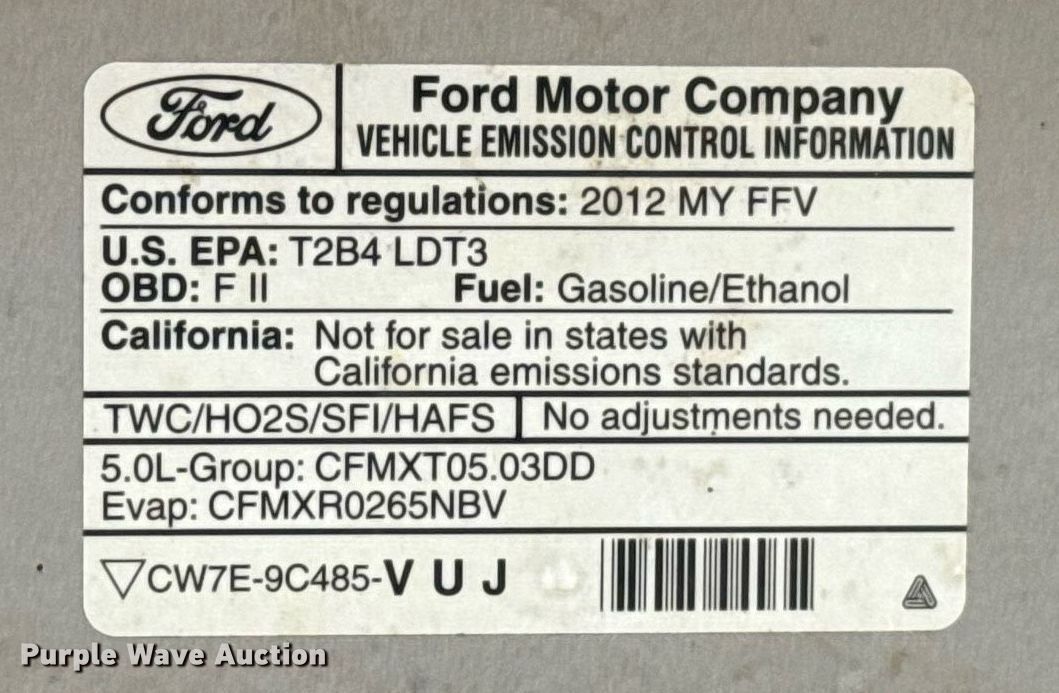 Ford
Ford Motor Company
VEHICLE EMISSION CONTROL INFORMATION
Conforms to regulations: 2012 MY FFV
U.S. EPA: T2B4 LDT3
OBD: F II Fuel: Gasoline/Ethanol
California: Not for sale in states with
California emissions standards.
TWC/HO2S/SFI/HAFS No adjustments needed.
5.0L-Group: CFMXT05.03DD
Evap: CFMXR0265NBV
CW7E-9C485-V U J
Purple Wave Auction